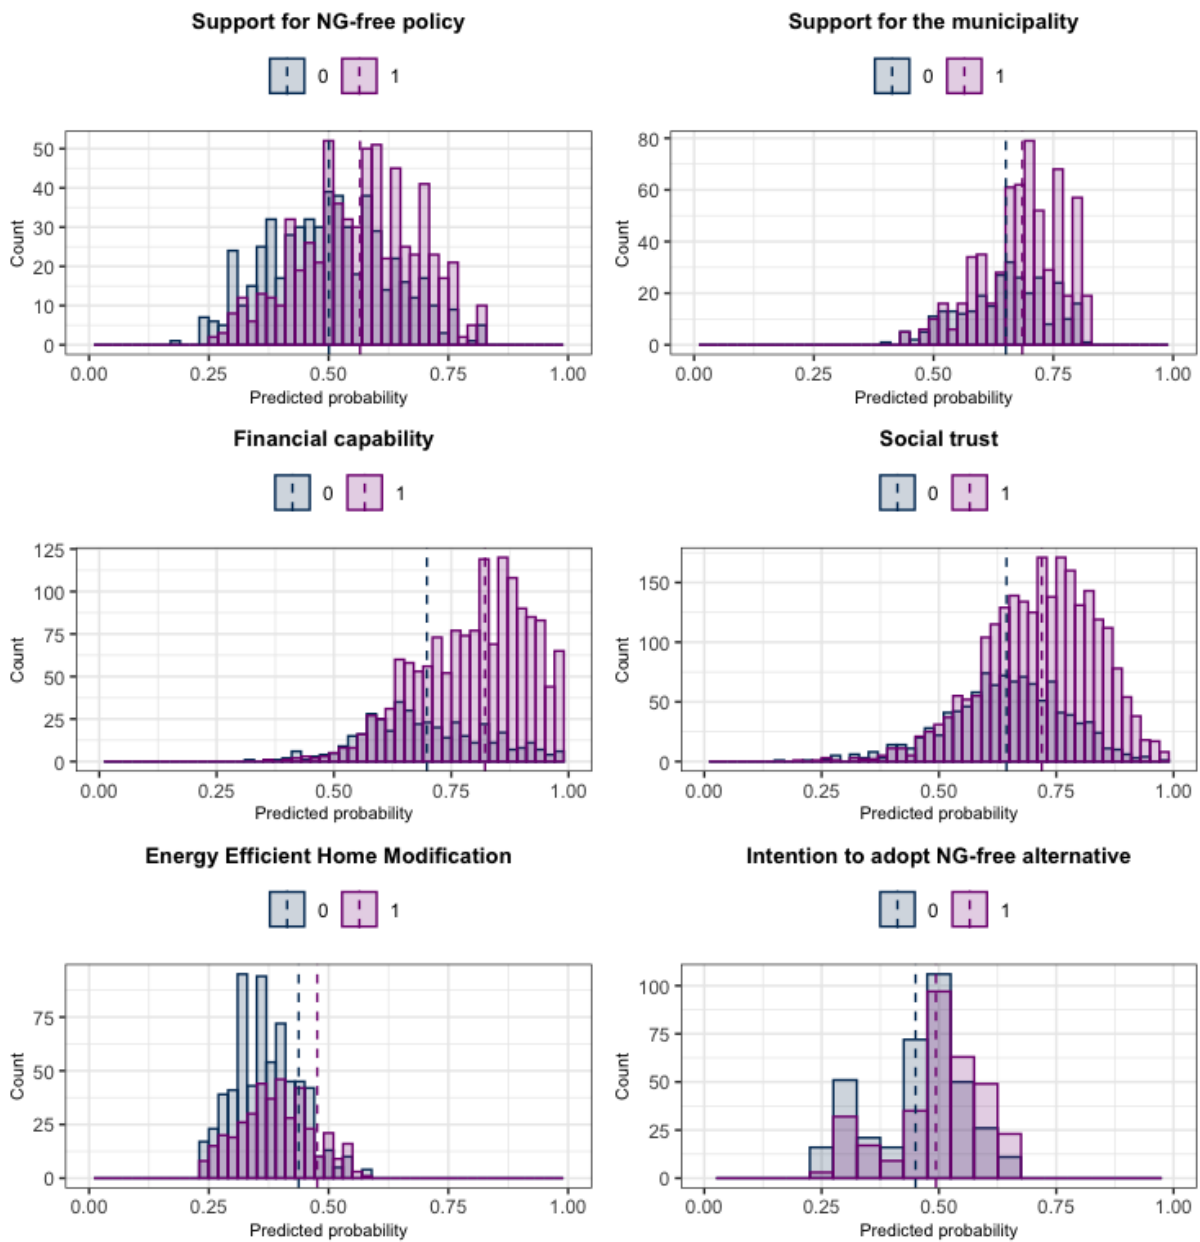 Support for NG-free policy
0 1
50
40
30
20
10
0
Count
0.00 0.25 0.50 0.75 1.00
Predicted probability
Support for the municipality
0 1
80
60
40
20
0
Count
0.00 0.25 0.50 0.75 1.00
Predicted probability
Financial capability
0 1
125
100
75
50
25
0
Count
0.00 0.25 0.50 0.75 1.00
Predicted probability
Social trust
0 1
150
100
50
0
Count
0.00 0.25 0.50 0.75 1.00
Predicted probability
Energy Efficient Home Modification
0 1
75
50
25
0
Count
0.00 0.25 0.50 0.75 1.00
Predicted probability
Intention to adopt NG-free alternative
0 1
100
75
50
25
0
Count
0.00 0.25 0.50 0.75 1.00
Predicted probability